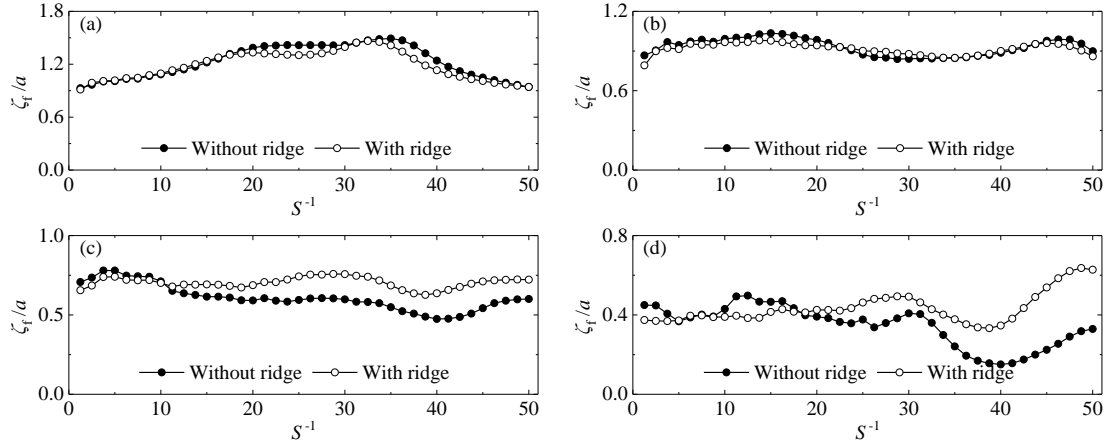 (a)
1.8
1.2
0.6
0.0
ζf /a
Without ridge
With ridge
0 10 20 30 40 50
S-1
(b)
1.2
0.6
0.0
ζf /a
Without ridge
With ridge
0 10 20 30 40 50
S-1
(c)
1.0
0.5
0.0
ζf /a
Without ridge
With ridge
0 10 20 30 40 50
S-1
(d)
0.8
0.4
0.0
ζf /a
Without ridge
With ridge
0 10 20 30 40 50
S-1